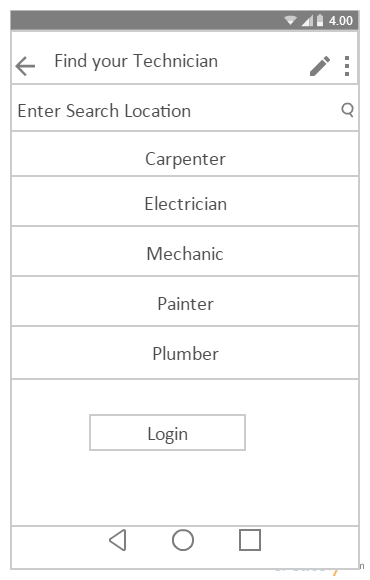 4.00
Find your Technician
Enter Search Location
Carpenter
Electrician
Mechanic
Painter
Plumber
Login